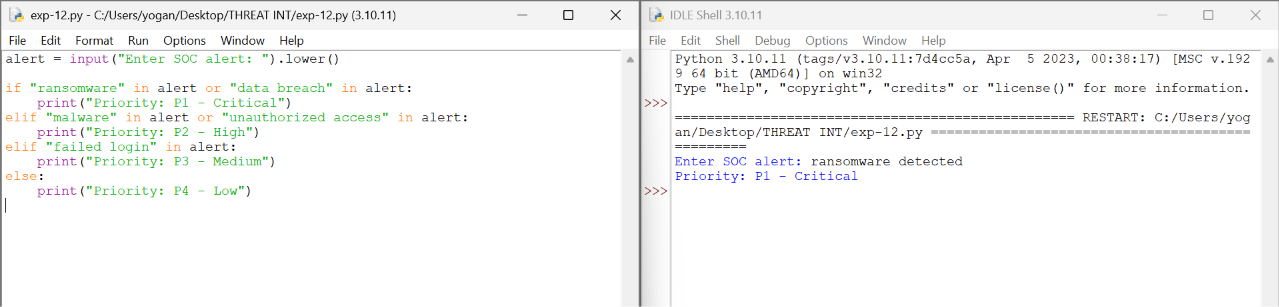 exp-12.py - C:/Users/yogan/Desktop/THREAT INT/exp-12.py (3.10.11)
File Edit Format Run Options Window Help
alert = input("Enter SOC alert: ").lower()
if "ransomware" in alert or "data breach" in alert:
    print("Priority: P1 - Critical")
elif "malware" in alert or "unauthorized access" in alert:
    print("Priority: P2 - High")
elif "failed login" in alert:
    print("Priority: P3 - Medium")
else:
    print("Priority: P4 - Low")
IDLE Shell 3.10.11
File Edit Shell Debug Options Window Help
Python 3.10.11 (tags/v3.10.11:7d4cc5a, Apr  5 2023, 00:38:17) [MSC v.192
9 64 bit (AMD64)] on win32
Type "help", "copyright", "credits" or "license()" for more information.
>>>
================================================== RESTART: C:/Users/yog
an/Desktop/THREAT INT/exp-12.py ========================================
=========
Enter SOC alert: ransomware detected
Priority: P1 - Critical
>>>